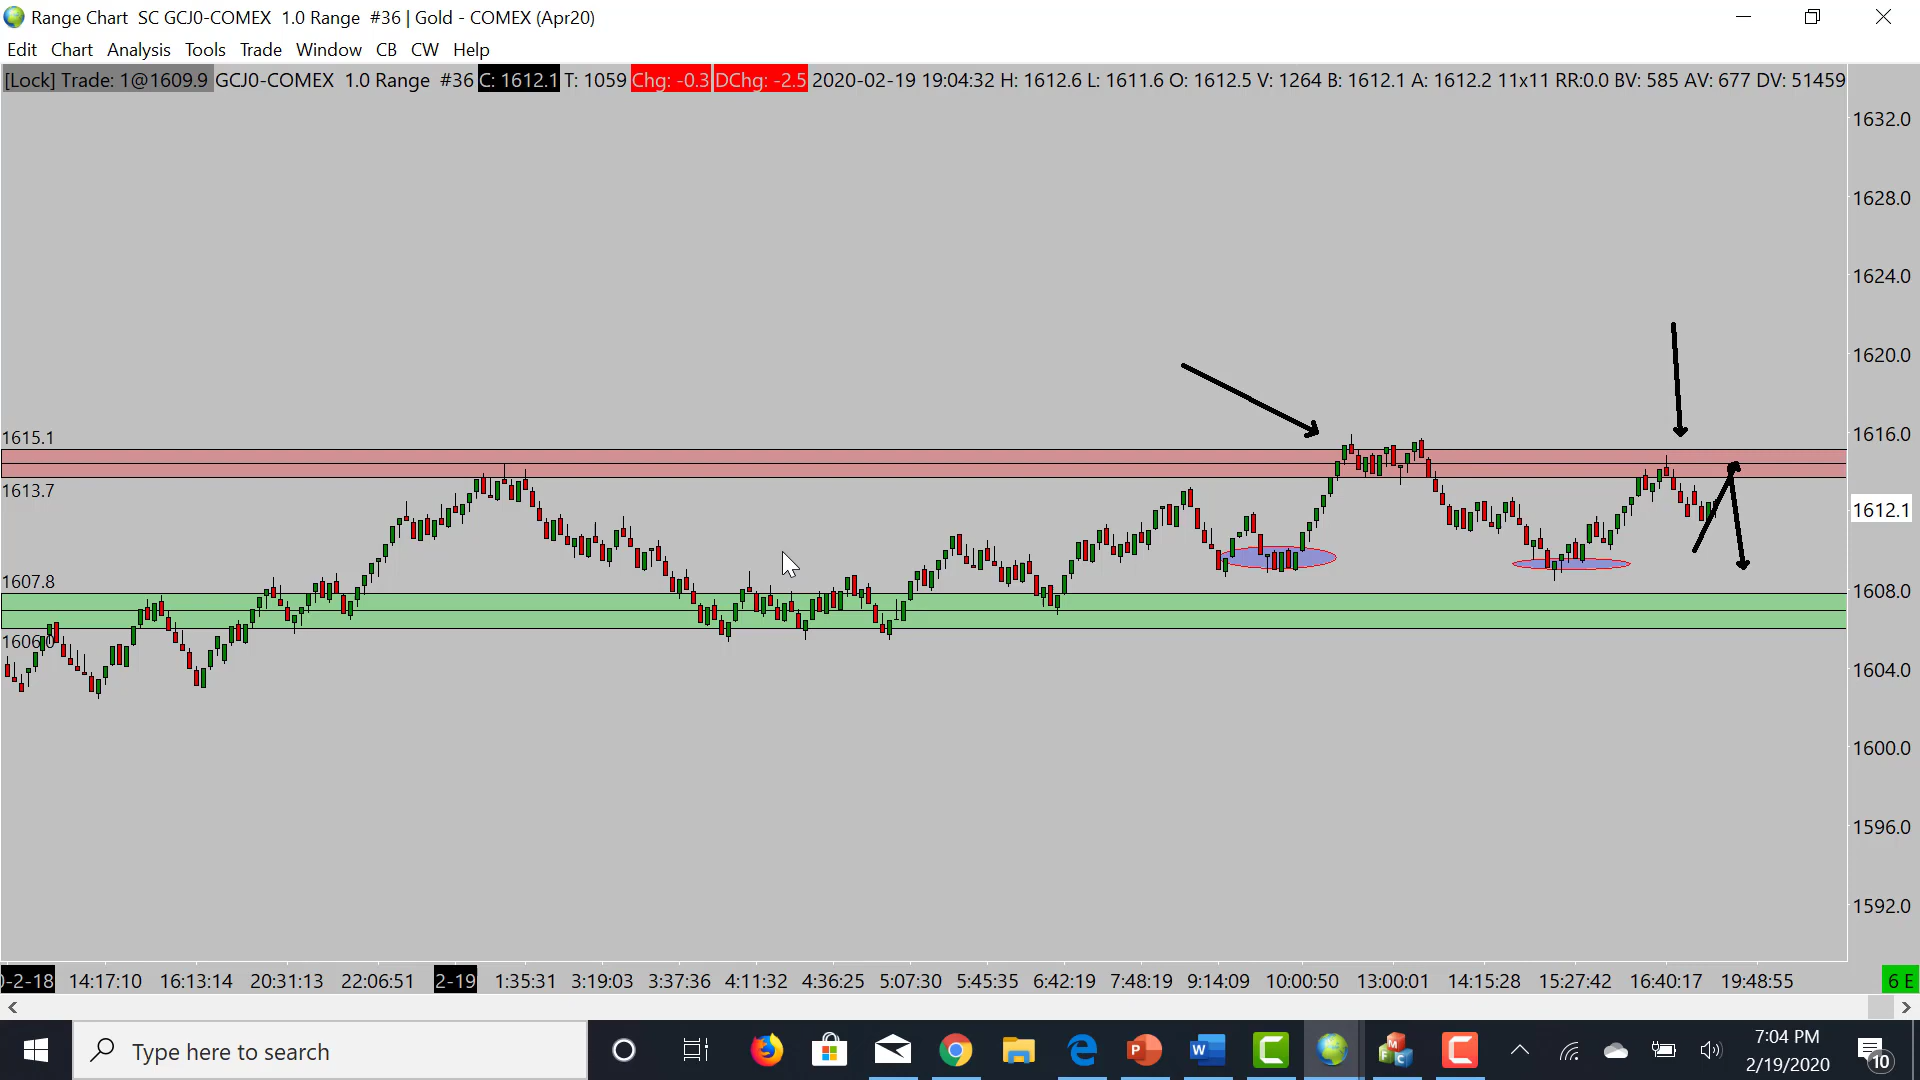 Range Chart SC GCJ0-COMEX 1.0 Range #36 | Gold - COMEX (Apr20)
Edit Chart Analysis Tools Trade Window CB CW Help
[Lock] Trade: 1@1609.9 GCJ0-COMEX 1.0 Range #36 C: 1612.1 T: 1059 Chg: -0.3 DChg: -2.5 2020-02-19 19:04:32 H: 1612.6 L: 1611.6 O: 1612.5 V: 1264 B: 1612.1 A: 1612.2 11x11 RR:0.0 BV: 585 AV: 677 DV: 51459
1632.0
1628.0
1624.0
1620.0
1616.0
1615.1
1613.7
1612.1
1607.8
1608.0
1606.0
1604.0
1600.0
1596.0
1592.0
0-2-18 14:17:10 16:13:14 20:31:13 22:06:51 2-19 1:35:31 3:19:03 3:37:36 4:11:32 4:36:25 5:07:30 5:45:35 6:42:19 7:48:19 9:14:09 10:00:50 13:00:01 14:15:28 15:27:42 16:40:17 19:48:55 6 E
Type here to search
P
W
M
F
C
7:04 PM
2/19/2020
10